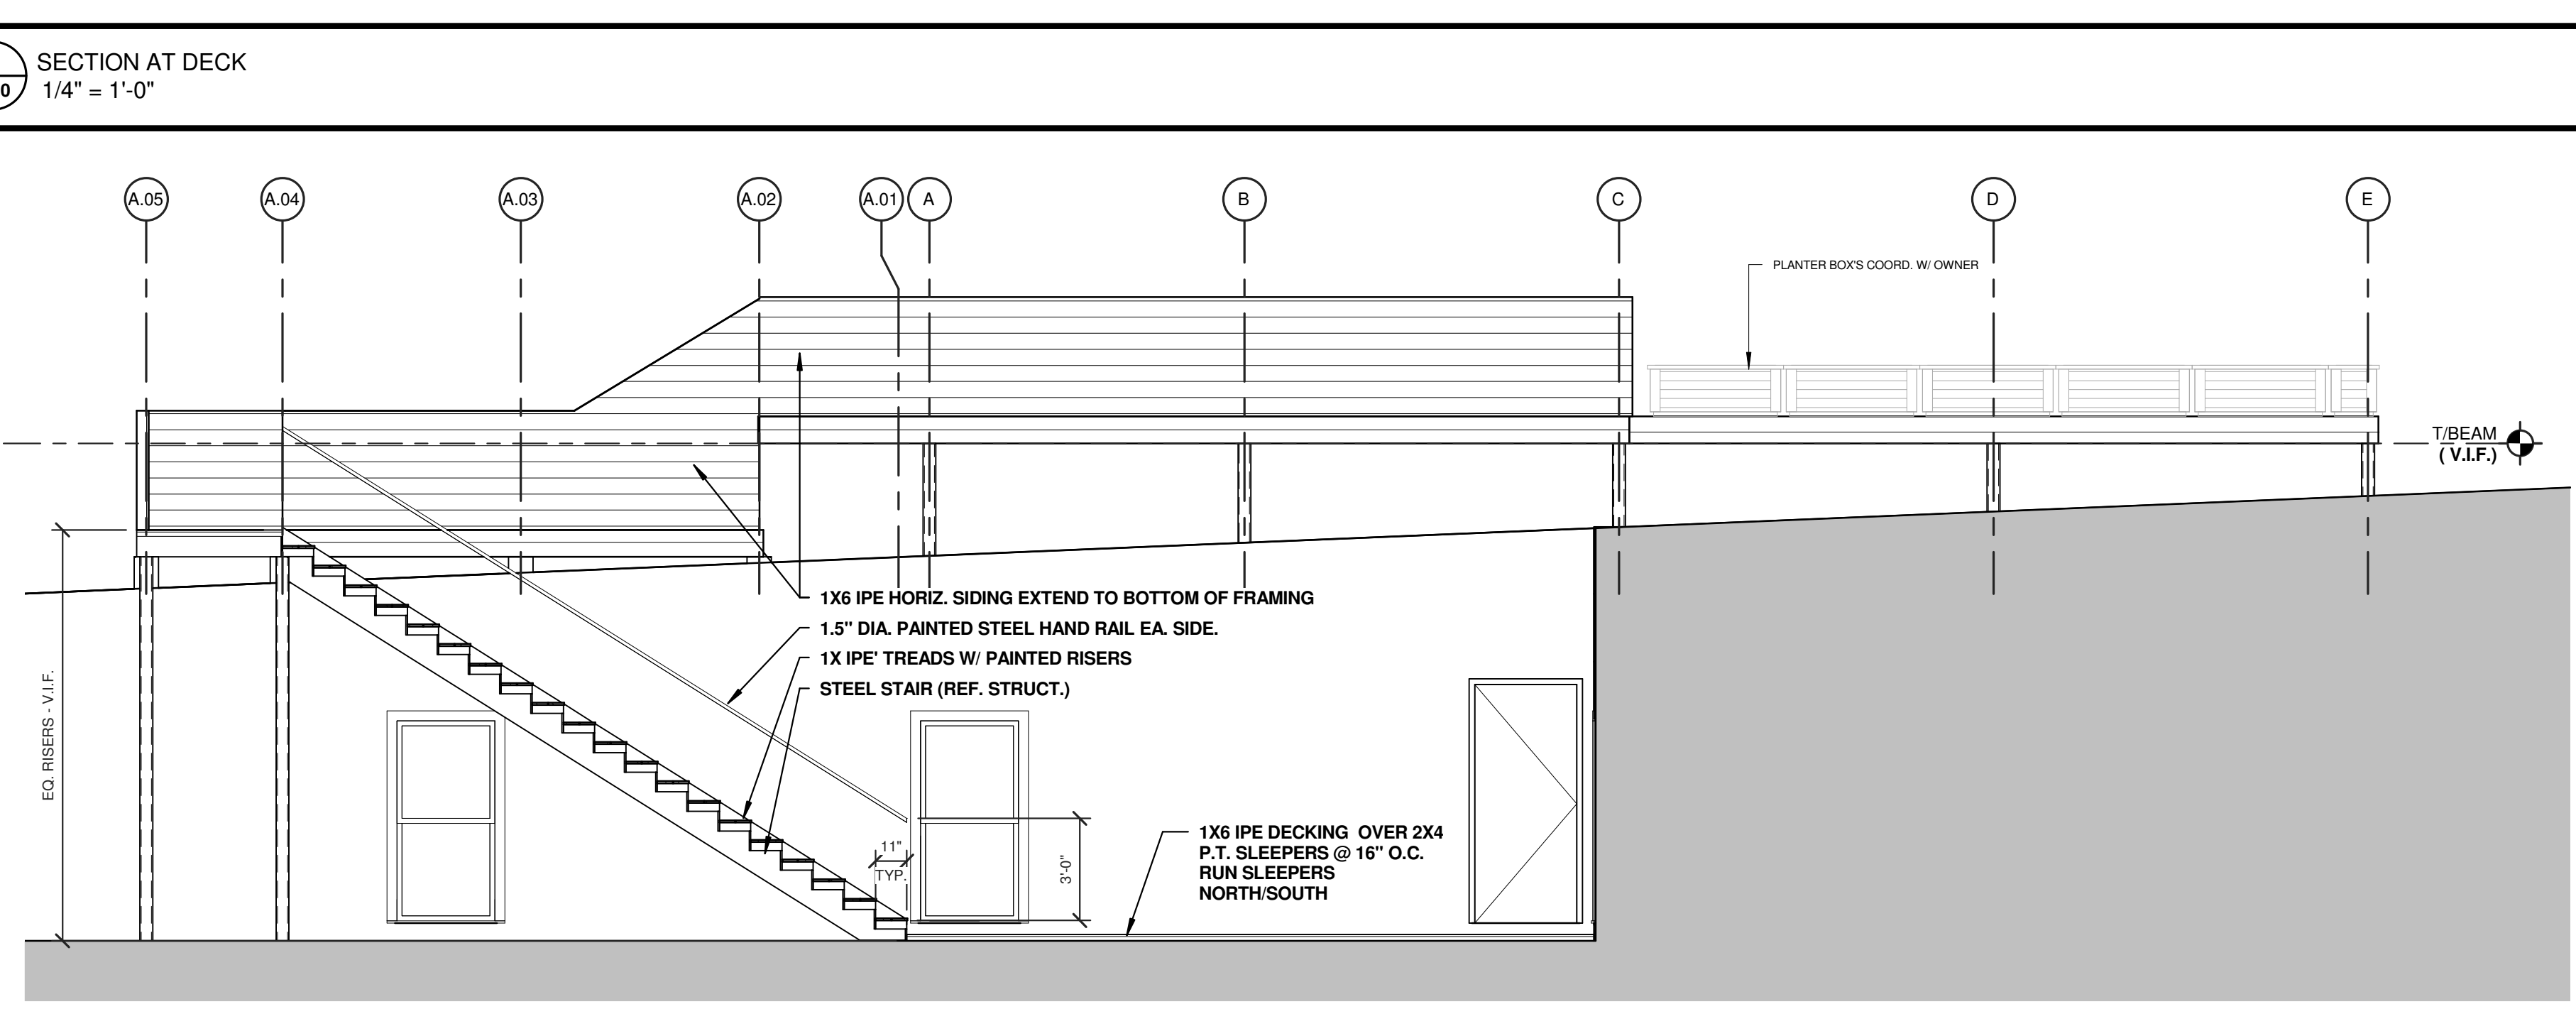 SECTION AT DECK
0
1/4" = 1'-0"
A.05 A.04 A.03 A.02 A.01 A B C D E
PLANTER BOX'S COORD. W/ OWNER
T/BEAM
( V.I.F.)
1X6 IPE HORIZ. SIDING EXTEND TO BOTTOM OF FRAMING
1.5" DIA. PAINTED STEEL HAND RAIL EA. SIDE.
1X IPE' TREADS W/ PAINTED RISERS
STEEL STAIR (REF. STRUCT.)
EQ. RISERS - V.I.F.
11"
TYP.
3'-0"
1X6 IPE DECKING OVER 2X4
P.T. SLEEPERS @ 16" O.C.
RUN SLEEPERS
NORTH/SOUTH